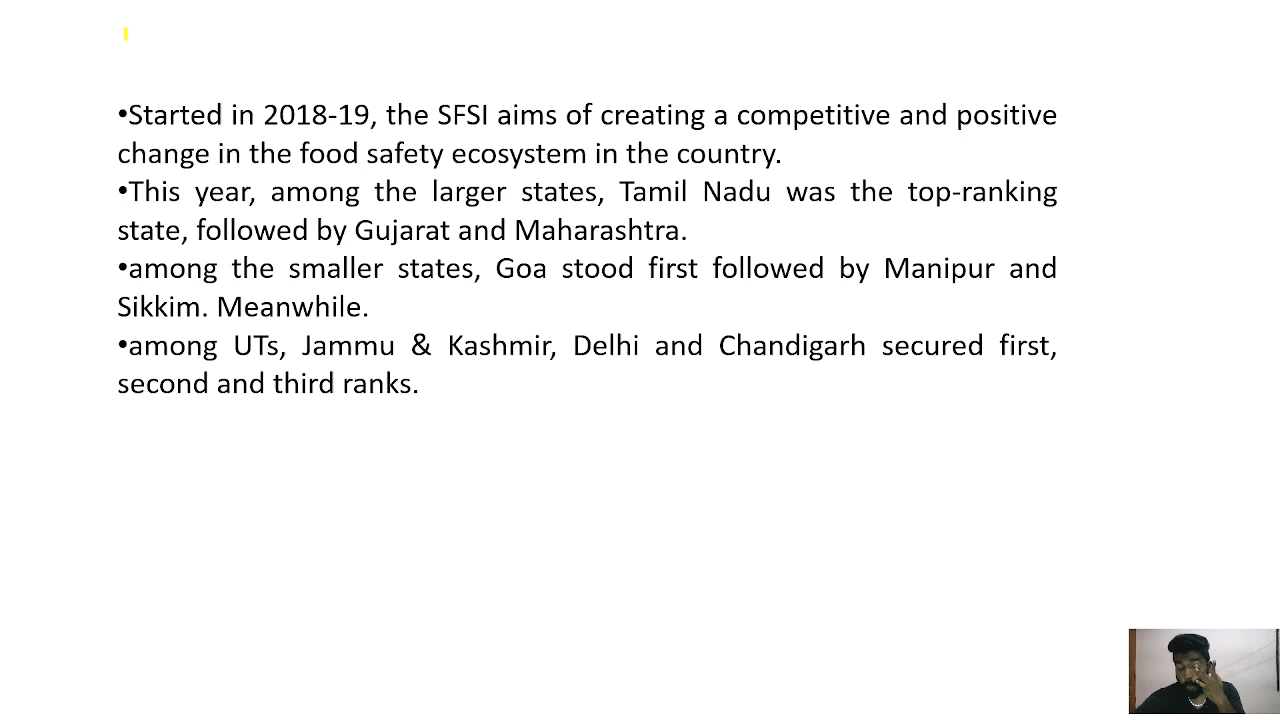 •Started in 2018-19, the SFSI aims of creating a competitive and positive
change in the food safety ecosystem in the country.
•This year, among the larger states, Tamil Nadu was the top-ranking
state, followed by Gujarat and Maharashtra.
•among the smaller states, Goa stood first followed by Manipur and
Sikkim. Meanwhile.
•among UTs, Jammu & Kashmir, Delhi and Chandigarh secured first,
second and third ranks.